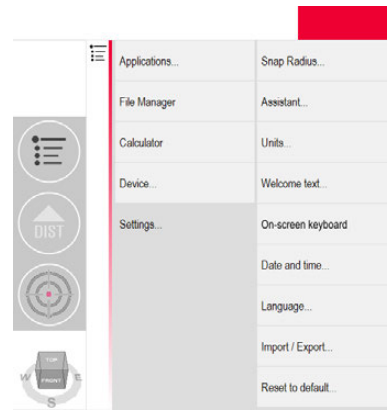 Applications...
File Manager
Calculator
Device...
Settings...
Snap Radius...
Assistant...
Units...
Welcome text...
On-screen keyboard
Date and time...
Language...
Import / Export...
Reset to default...
DIST
TOP
FRONT
W
E
S